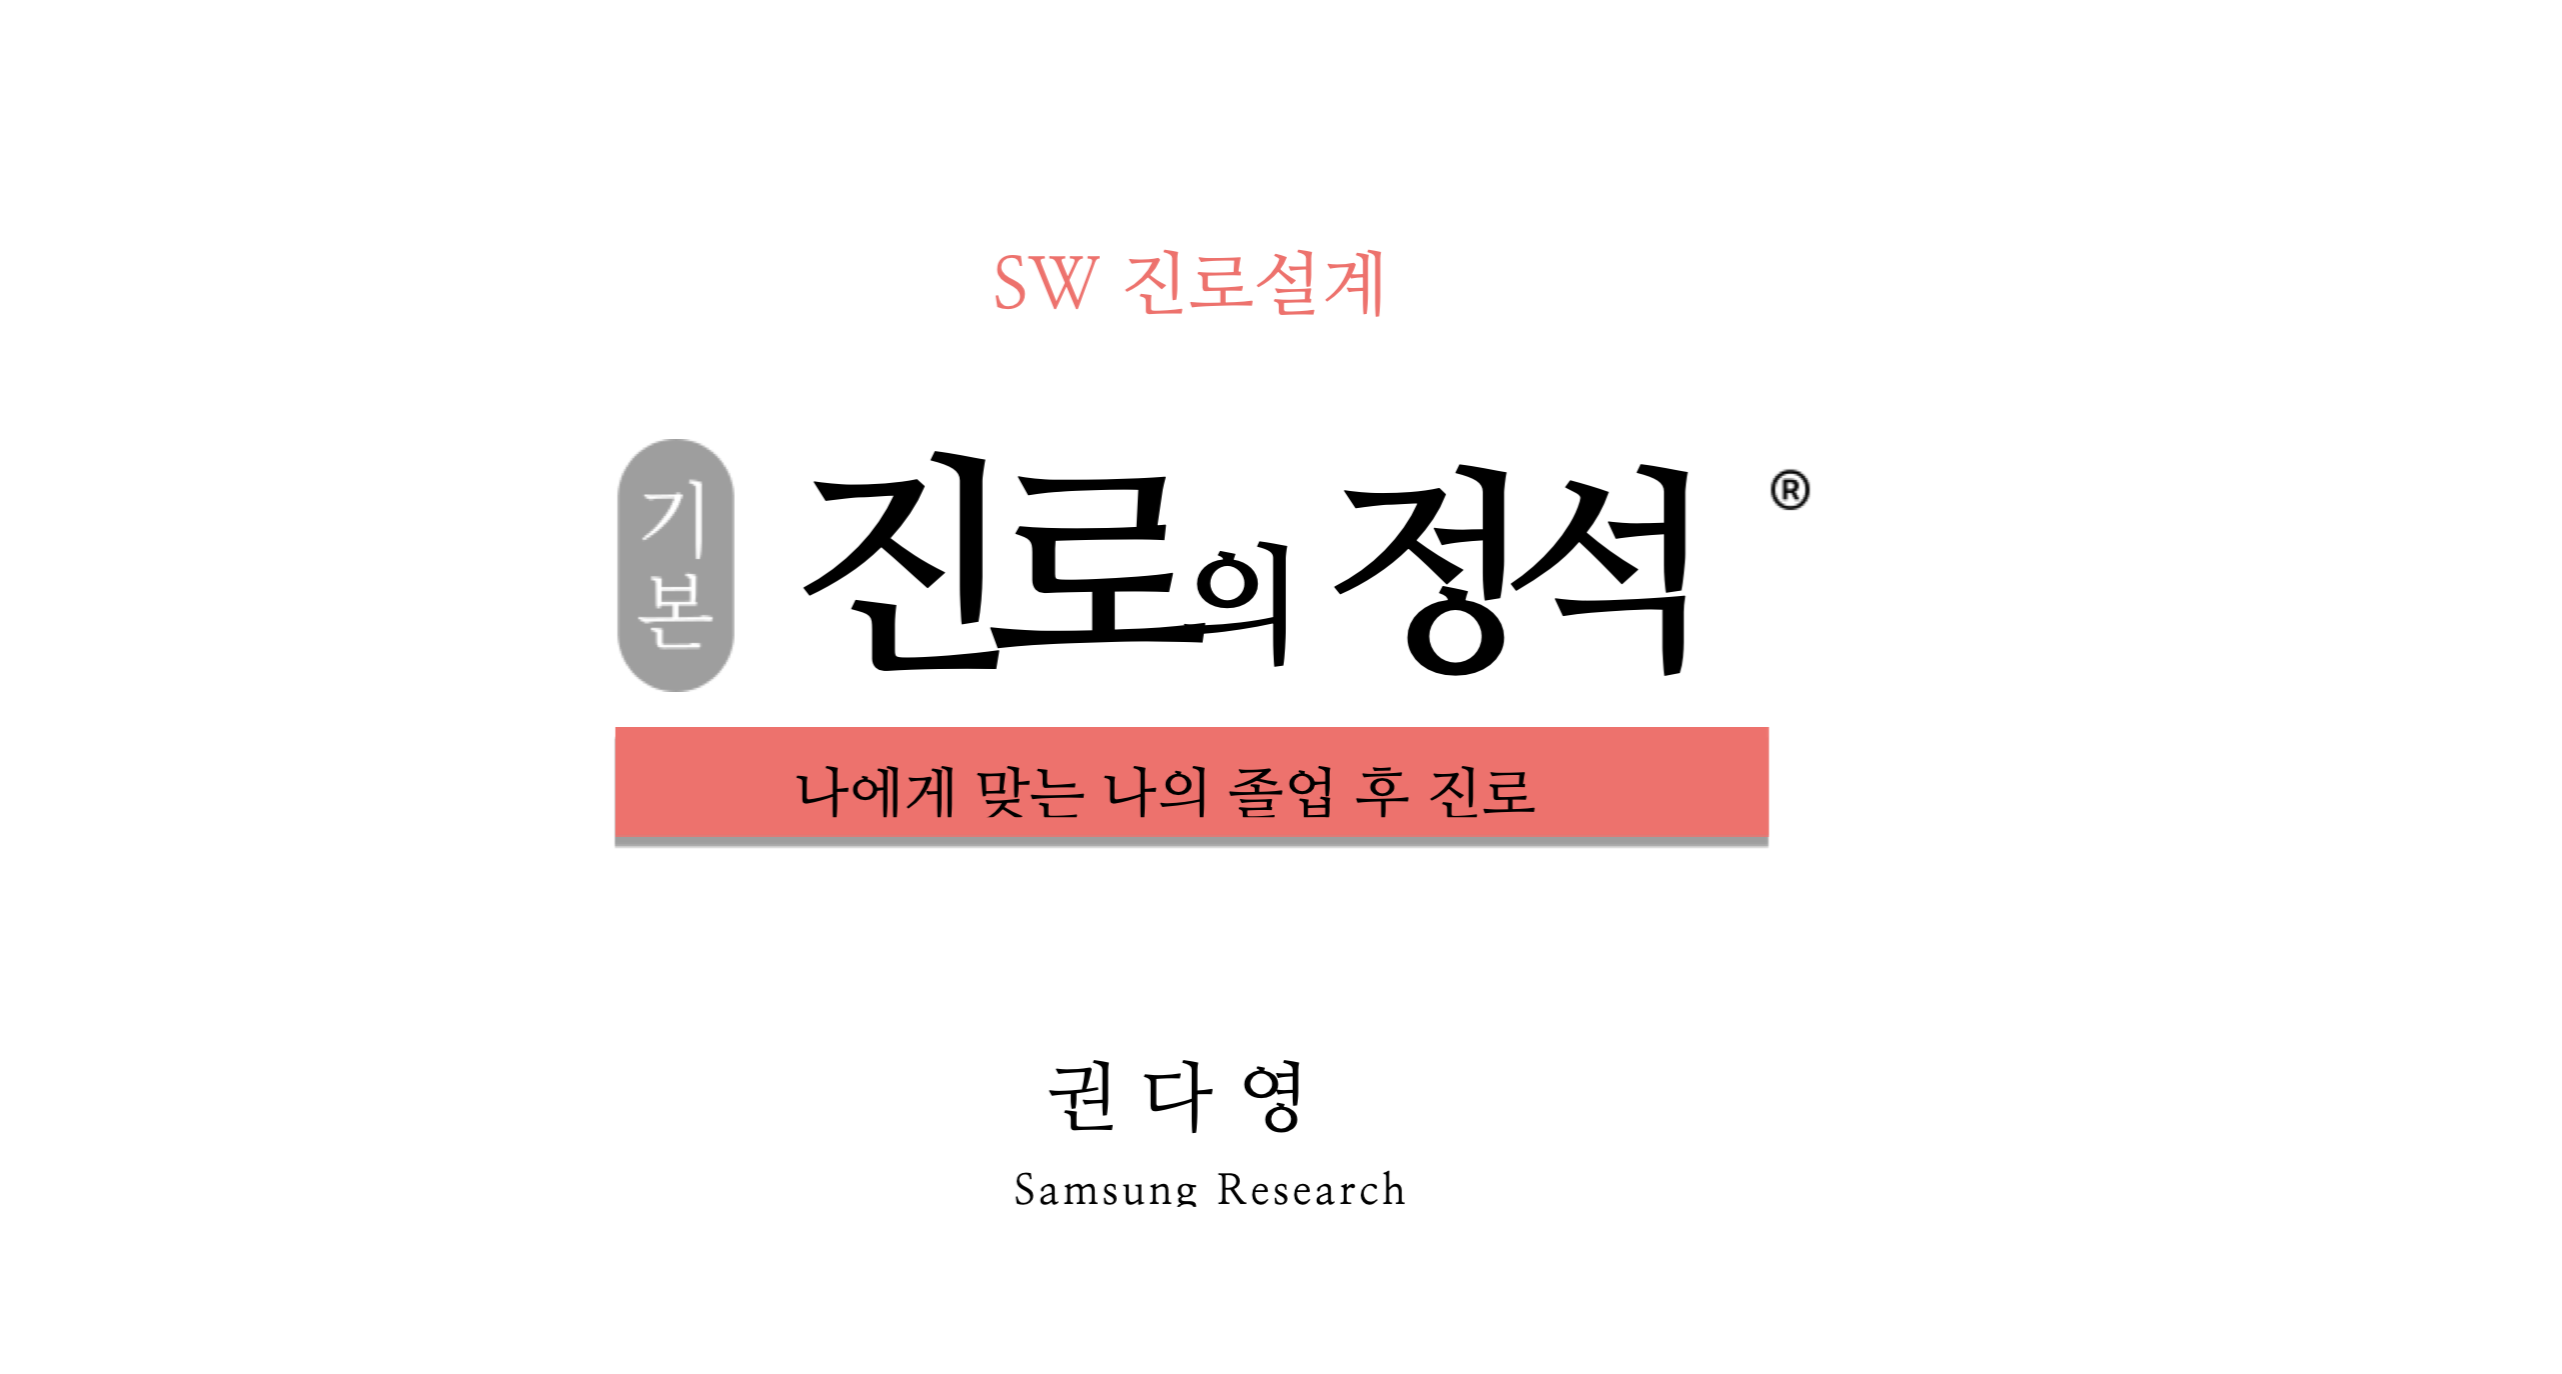 SW 진로설계
기본
진로의 정석 ®
나에게 맞는 나의 졸업 후 진로
권 다 영
Samsung Research